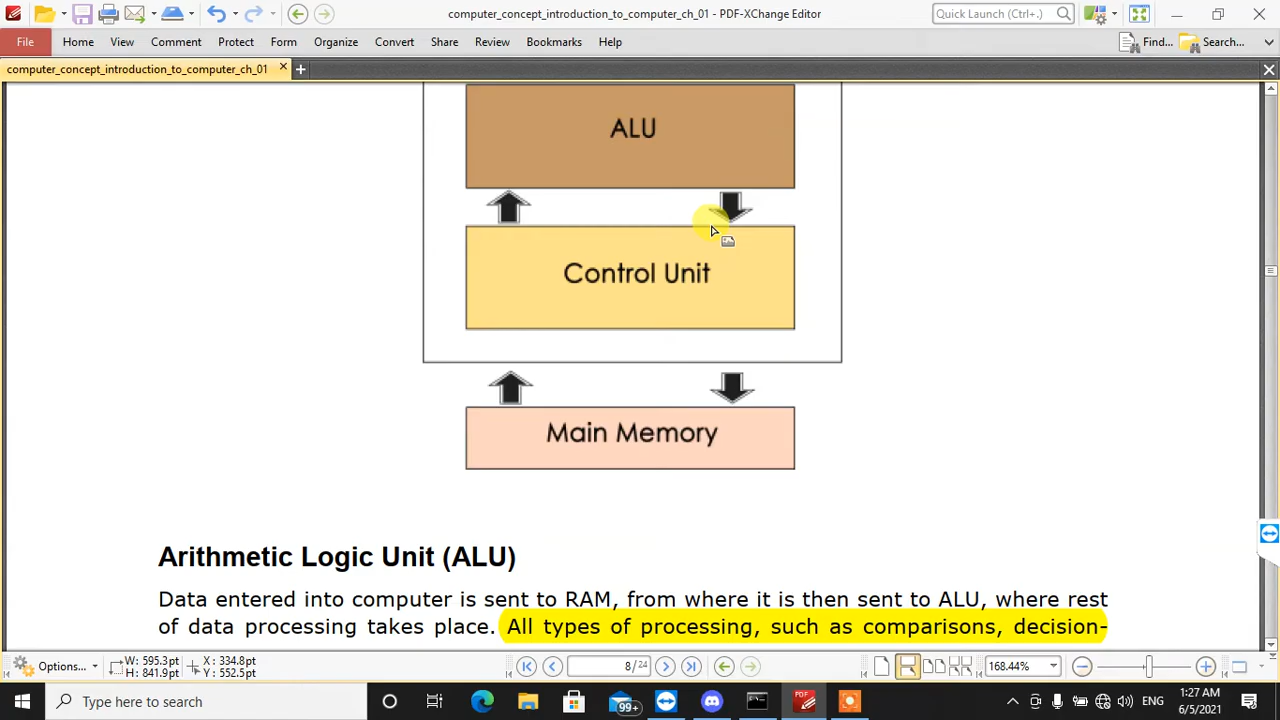 computer_concept_introduction_to_computer_ch_01 - PDF-XChange Editor
Quick Launch (Ctrl+.)
File Home View Comment Protect Form Organize Convert Share Review Bookmarks Help
Find... Search...
computer_concept_introduction_to_computer_ch_01
ALU
Control Unit
Main Memory
Arithmetic Logic Unit (ALU)
Data entered into computer is sent to RAM, from where it is then sent to ALU, where rest
of data processing takes place. All types of processing, such as comparisons, decision-
Options...
W: 595.3pt
H: 841.9pt
X: 334.8pt
Y: 552.5pt
8 / 24
168.44%
Type here to search
99+
PDF
ENG
1:27 AM
6/5/2021